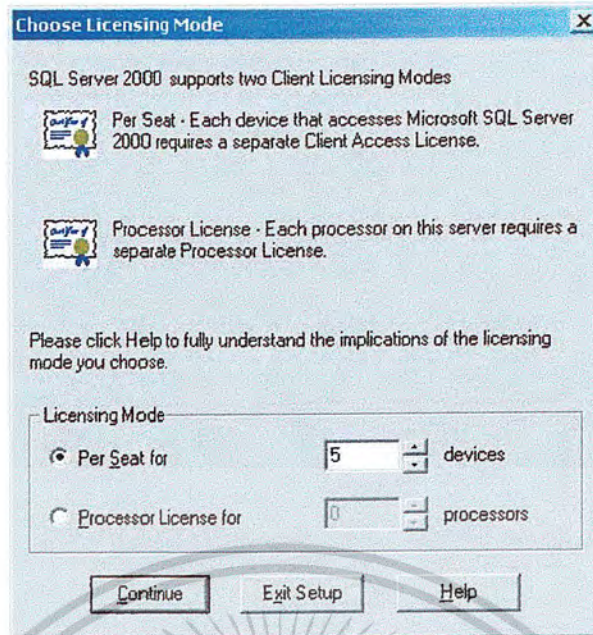 Choose Licensing Mode
SQL Server 2000 supports two Client Licensing Modes
Per Seat - Each device that accesses Microsoft SQL Server
2000 requires a separate Client Access License.
Processor License - Each processor on this server requires a
separate Processor License.
Please click Help to fully understand the implications of the licensing
mode you choose.
Licensing Mode
Per Seat for 5 devices
Processor License for 0 processors
Continue Exit Setup Help